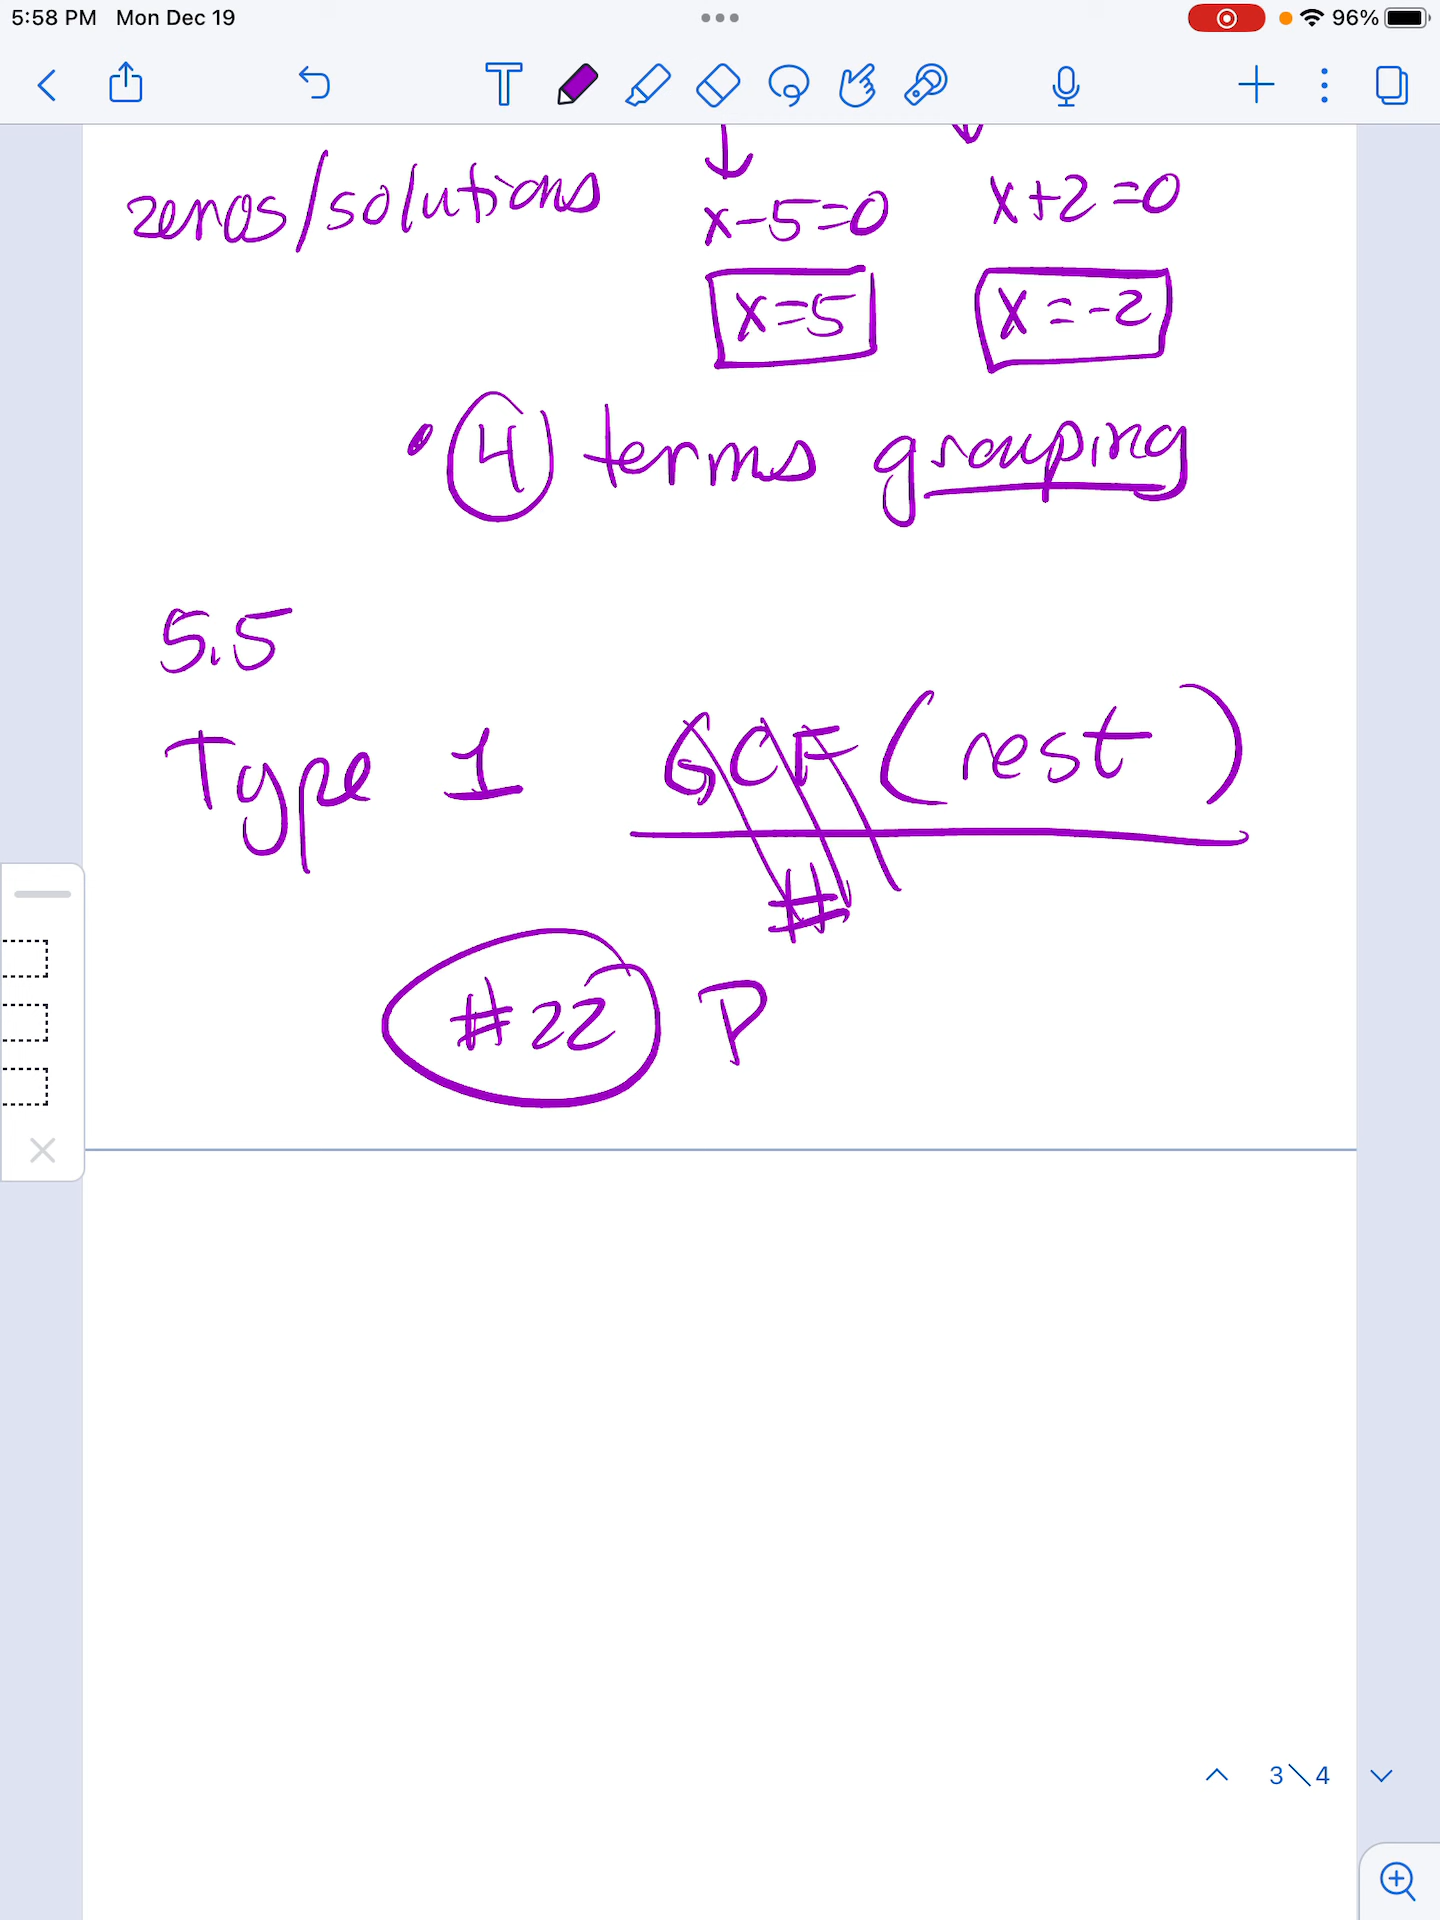 5:58 PM Mon Dec 19
96%
T
zeros/solutions
x-5=0
x+2=0
x=5
x=-2
• 4 terms grouping
5.5
Type 1 GCF (rest )
#
#22 P
3\4